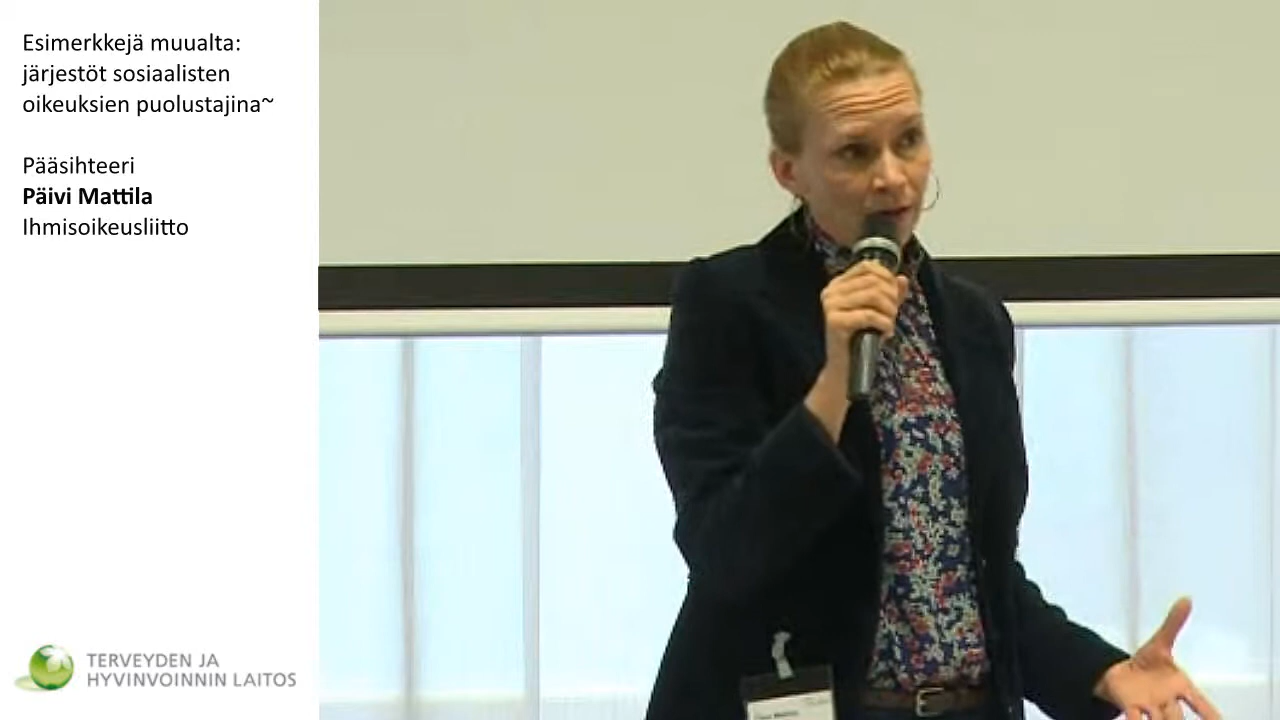 Esimerkkejä muualta:
järjestöt sosiaalisten
oikeuksien puolustajina~
Pääsihteeri
Päivi Mattila
Ihmisoikeusliitto
TERVEYDEN JA
HYVINVOINNIN LAITOS